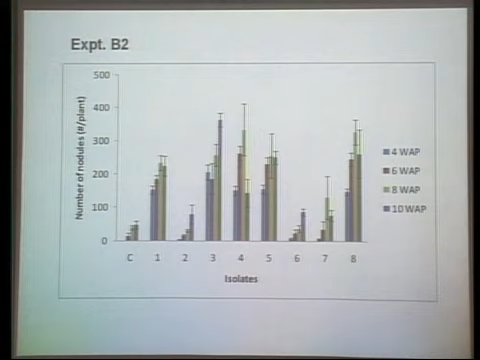 Expt. B2
Number of nodules (#/plant)
500
400
300
200
100
0
C 1 2 3 4 5 6 7 8
Isolates
4 WAP
6 WAP
8 WAP
10 WAP